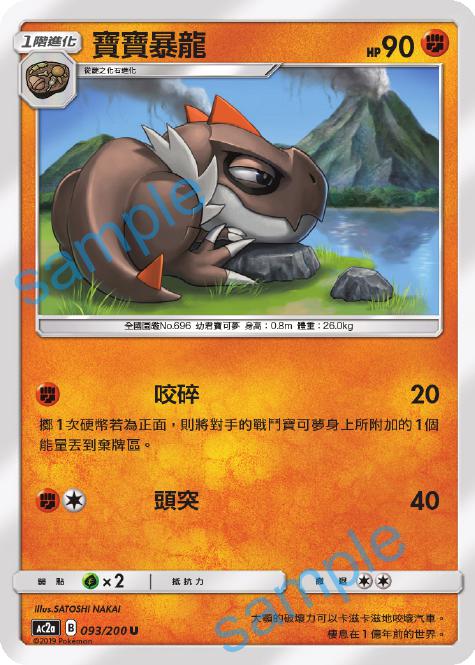 1階進化 寶寶暴龍 HP 90
從顎之化石進化
全國圖鑑No.696 幼君寶可夢 身高：0.8m 體重：26.0kg
咬碎 20
擲1次硬幣若為正面，則將對手的戰鬥寶可夢身上所附加的1個
能量丟到棄牌區。
頭突 40
弱點 ×2 抵抗力 撤退
illus.SATOSHI NAKAI
AC2a B 093/200 U
©2019 Pokémon
大顎的破壞力可以卡滋卡滋地咬壞汽車。
棲息在1億年前的世界。
sample
sample